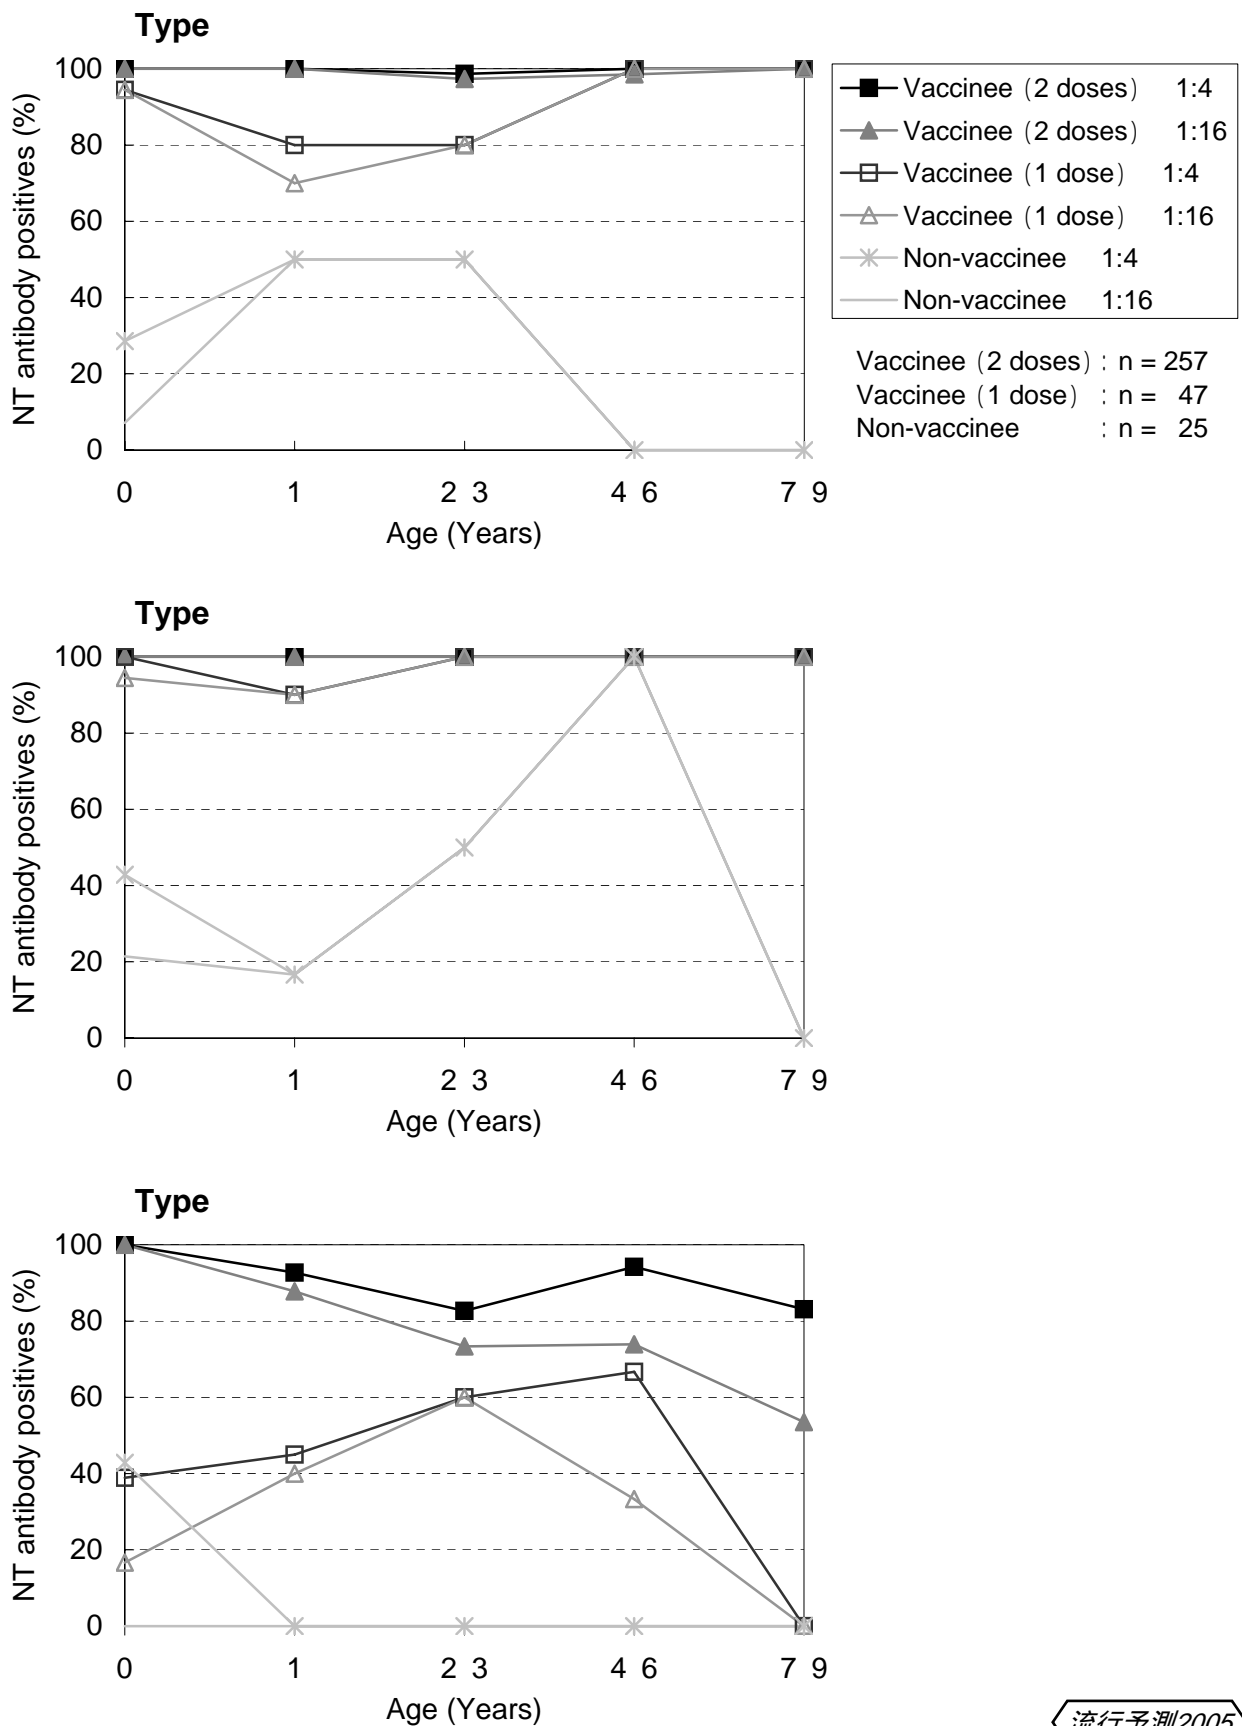 Type
NT antibody positives (%)
100
80
60
40
20
0
0 1 2 3 4 6 7 9
Age (Years)
Vaccinee (2 doses) 1:4
Vaccinee (2 doses) 1:16
Vaccinee (1 dose) 1:4
Vaccinee (1 dose) 1:16
Non-vaccinee 1:4
Non-vaccinee 1:16
Vaccinee (2 doses) : n = 257
Vaccinee (1 dose) : n = 47
Non-vaccinee : n = 25
Type
NT antibody positives (%)
100
80
60
40
20
0
0 1 2 3 4 6 7 9
Age (Years)
Type
NT antibody positives (%)
100
80
60
40
20
0
0 1 2 3 4 6 7 9
Age (Years)
流行予測2005